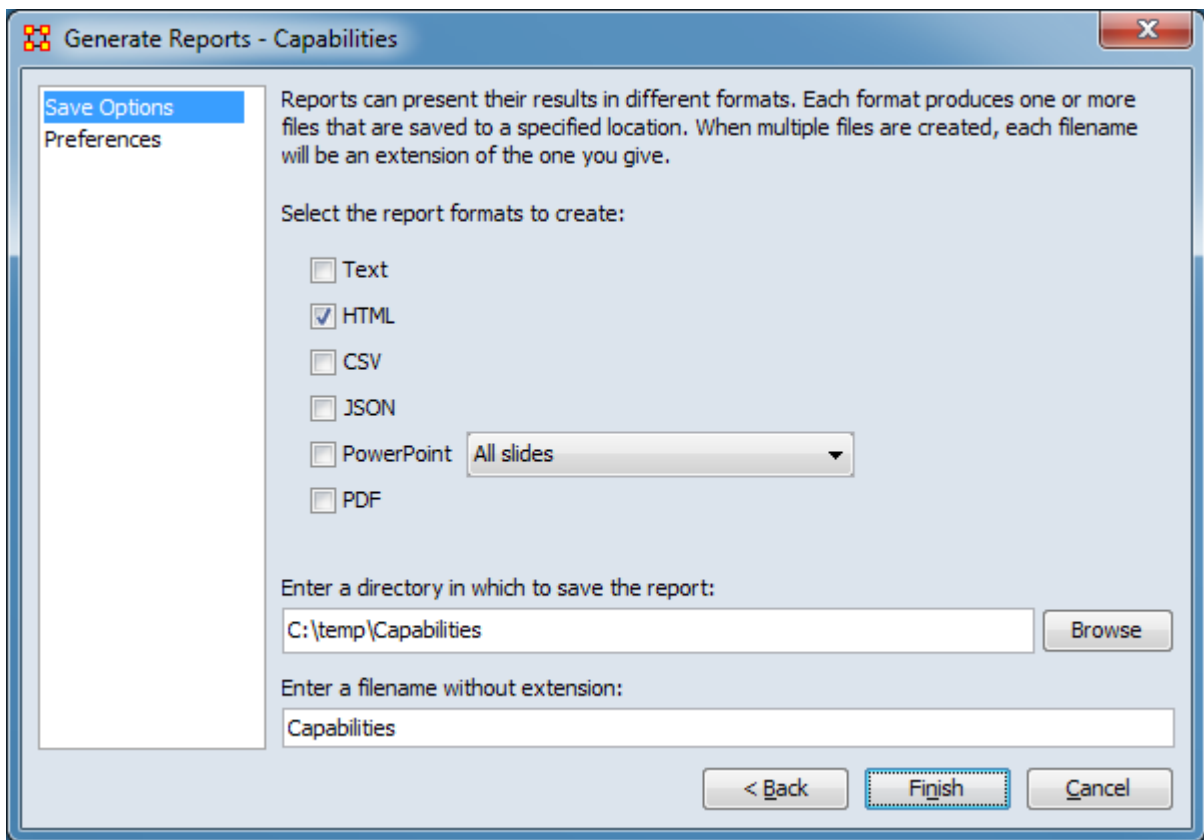 Generate Reports - Capabilities
x
Save Options
Preferences
Reports can present their results in different formats. Each format produces one or more
files that are saved to a specified location. When multiple files are created, each filename
will be an extension of the one you give.
Select the report formats to create:
Text
HTML
CSV
JSON
PowerPoint All slides
PDF
Enter a directory in which to save the report:
C:\temp\Capabilities Browse
Enter a filename without extension:
Capabilities
< Back Finish Cancel